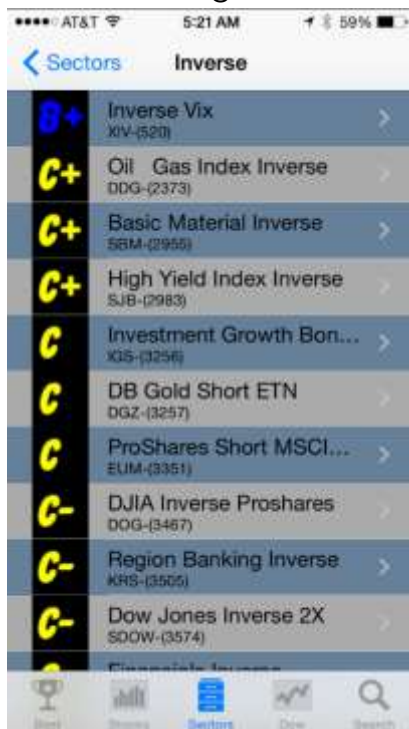 AT&T 5:21 AM 59%
Sectors Inverse
B+ Inverse Vix
XIV-(520)
C+ Oil Gas Index Inverse
DDG-(2373)
C+ Basic Material Inverse
SBM-(2955)
C+ High Yield Index Inverse
SJB-(2983)
C Investment Growth Bon...
IGS-(3256)
C DB Gold Short ETN
DGZ-(3257)
C ProShares Short MSCI...
EUM-(3351)
C- DJIA Inverse Proshares
DOG-(3467)
C- Region Banking Inverse
KRS-(3505)
C- Dow Jones Inverse 2X
SDOW-(3574)
Financials Inverse
Stocks Sectors Dow Search